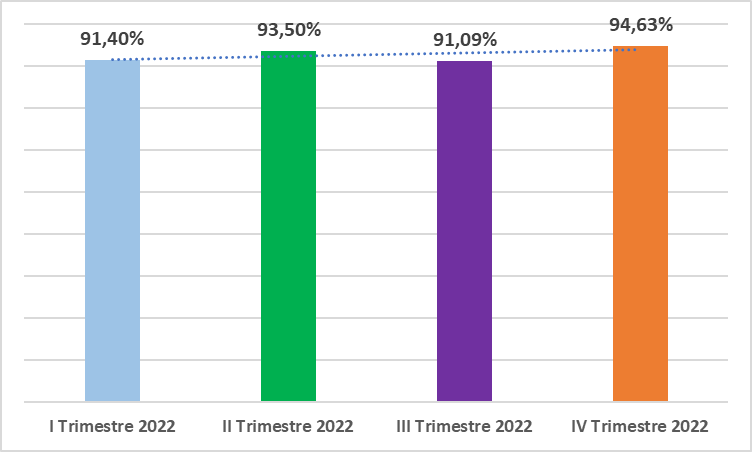 91,40%
93,50%
91,09%
94,63%
I Trimestre 2022
II Trimestre 2022
III Trimestre 2022
IV Trimestre 2022